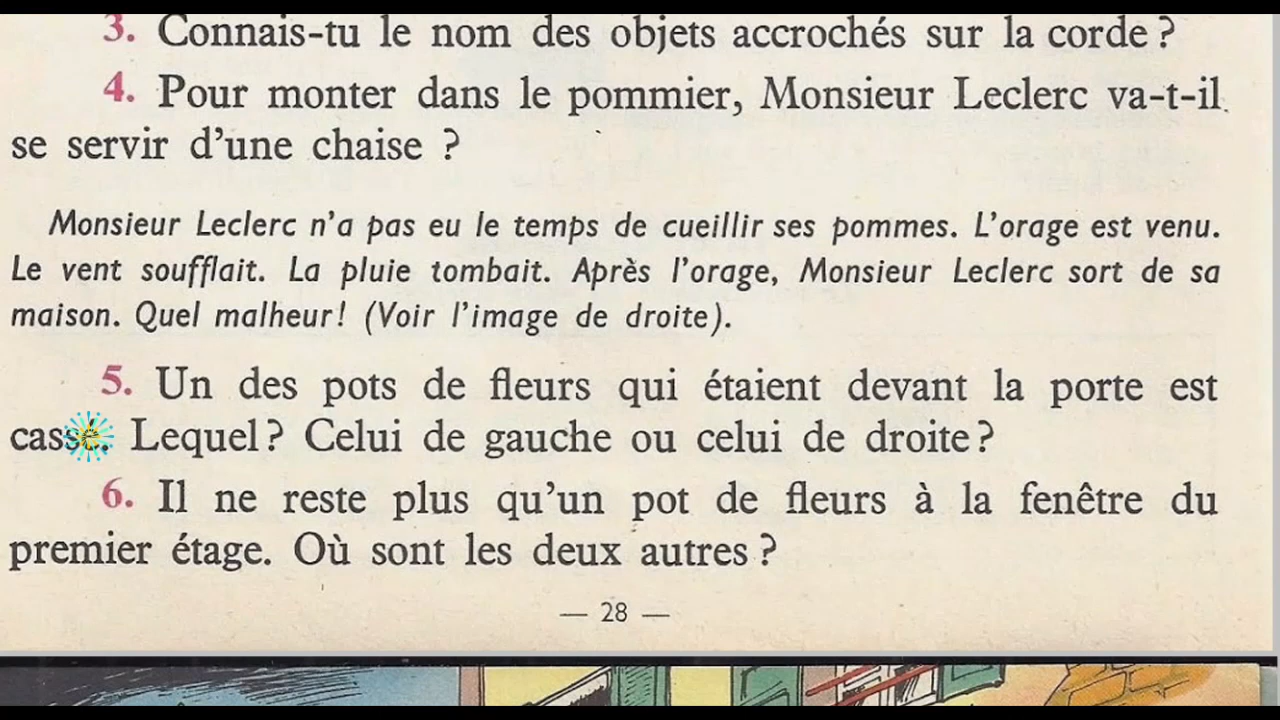 3. Connais-tu le nom des objets accrochés sur la corde ?
4. Pour monter dans le pommier, Monsieur Leclerc va-t-il
se servir d'une chaise ?
Monsieur Leclerc n'a pas eu le temps de cueillir ses pommes. L'orage est venu.
Le vent soufflait. La pluie tombait. Après l'orage, Monsieur Leclerc sort de sa
maison. Quel malheur! (Voir l'image de droite).
5. Un des pots de fleurs qui étaient devant la porte est
cassé. Lequel ? Celui de gauche ou celui de droite ?
6. Il ne reste plus qu'un pot de fleurs à la fenêtre du
premier étage. Où sont les deux autres ?
— 28 —